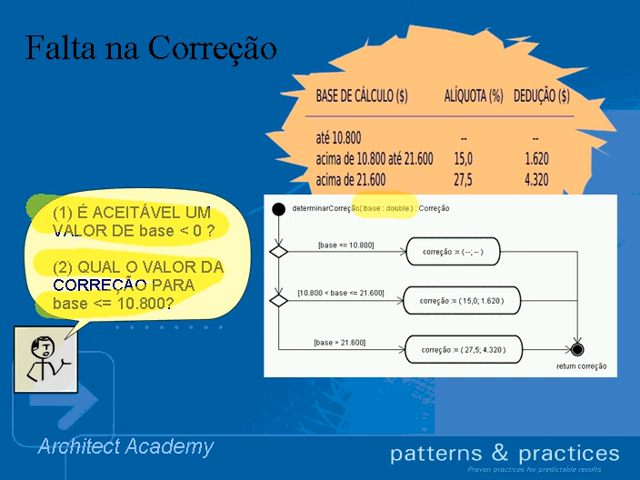 Falta na Correção
BASE DE CÁLCULO ($) ALÍQUOTA (%) DEDUÇÃO ($)
até 10.800 -- --
acima de 10.800 até 21.600 15,0 1.620
acima de 21.600 27,5 4.320
(1) É ACEITÁVEL UM
VALOR DE base < 0 ?
(2) QUAL O VALOR DA
CORREÇÃO PARA
base <= 10.800?
determinarCorreção( base : double ) : Correção
[base <= 10.800]
correção := ( --; -- )
[10.800 < base <= 21.600]
correção := ( 15,0; 1.620 )
[base > 21.600]
correção := ( 27,5; 4.320 )
return correção
Architect Academy
patterns & practices
Proven practices for predictable results